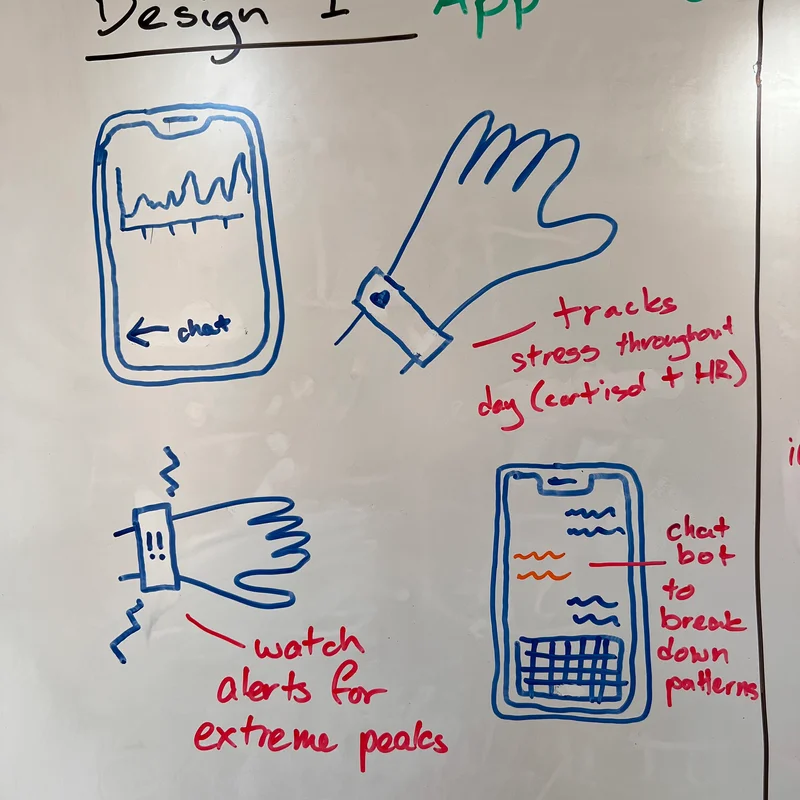 Design 1 App
← chat
tracks
stress throughout
day (cortisol + HR)
!!
watch
alerts for
extreme peaks
chat
bot
to
break
down
patterns